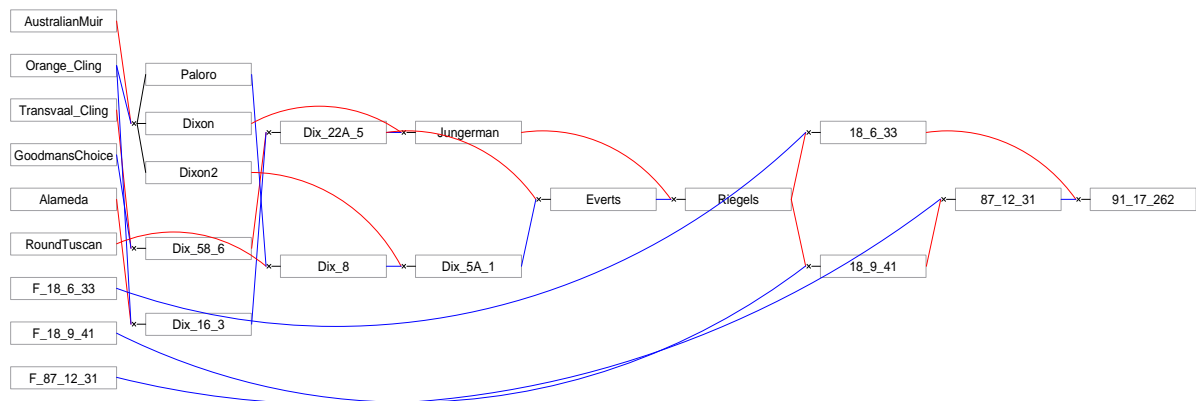 AustralianMuir
Orange_Cling
Transvaal_Cling
GoodmansChoice
Alameda
RoundTuscan
F_18_6_33
F_18_9_41
F_87_12_31
Paloro
Dixon
Dixon2
Dix_58_6
Dix_16_3
Dix_22A_5
Dix_8
Jungerman
Dix_5A_1
Everts
Riegels
18_6_33
18_9_41
87_12_31
91_17_262